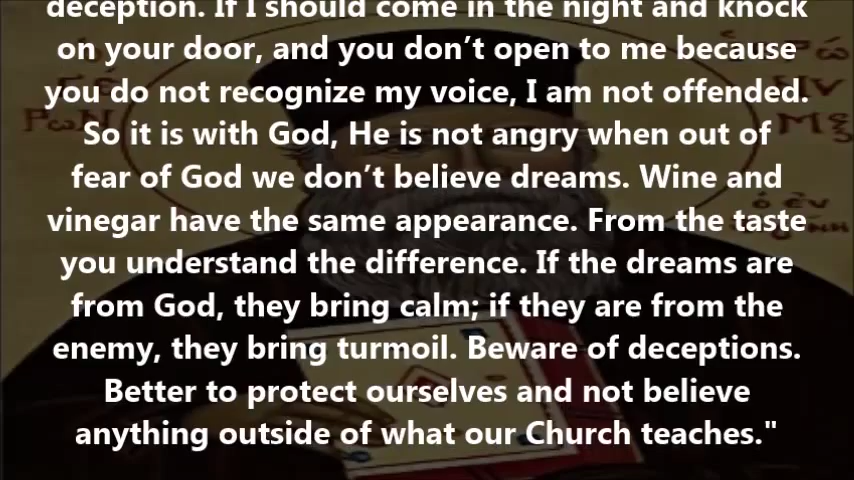 deception. If I should come in the night and knock
on your door, and you don’t open to me because
you do not recognize my voice, I am not offended.
So it is with God, He is not angry when out of
fear of God we don’t believe dreams. Wine and
vinegar have the same appearance. From the taste
you understand the difference. If the dreams are
from God, they bring calm; if they are from the
enemy, they bring turmoil. Beware of deceptions.
Better to protect ourselves and not believe
anything outside of what our Church teaches."